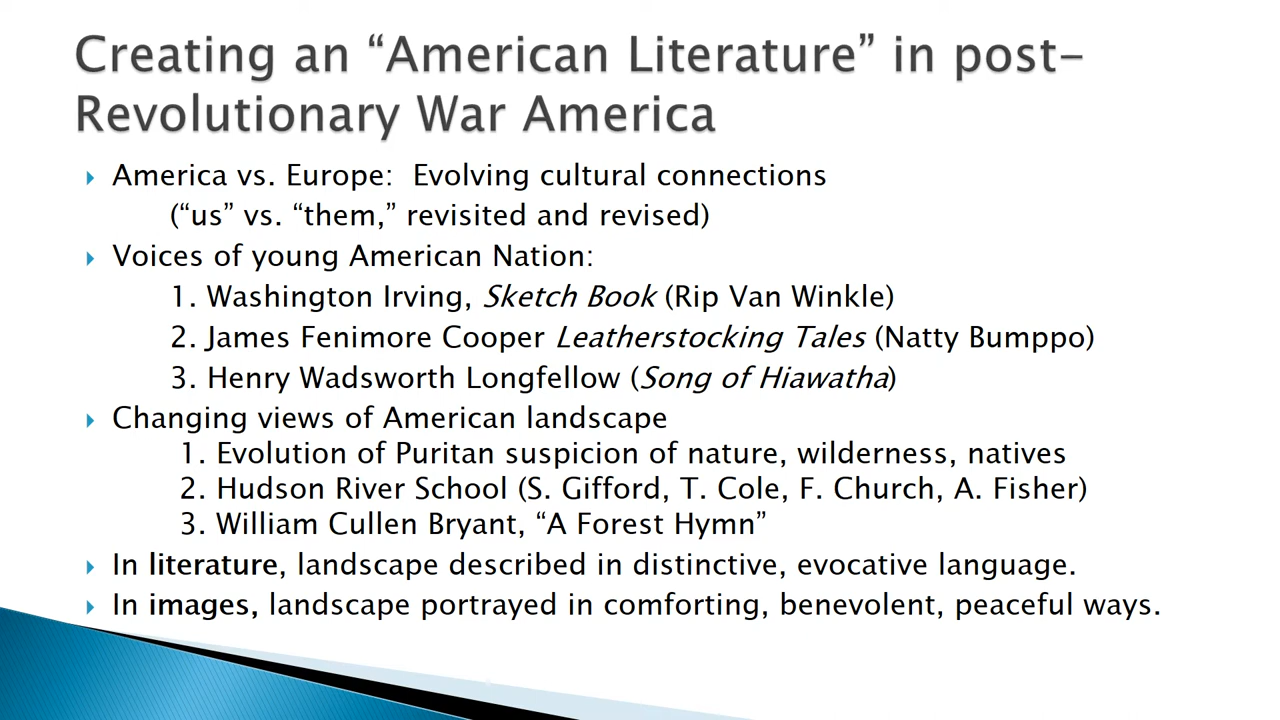 Creating an “American Literature” in post-
Revolutionary War America
America vs. Europe:  Evolving cultural connections
(“us” vs. “them,” revisited and revised)
Voices of young American Nation:
1. Washington Irving, Sketch Book (Rip Van Winkle)
2. James Fenimore Cooper Leatherstocking Tales (Natty Bumppo)
3. Henry Wadsworth Longfellow (Song of Hiawatha)
Changing views of American landscape
1. Evolution of Puritan suspicion of nature, wilderness, natives
2. Hudson River School (S. Gifford, T. Cole, F. Church, A. Fisher)
3. William Cullen Bryant, “A Forest Hymn”
In literature, landscape described in distinctive, evocative language.
In images, landscape portrayed in comforting, benevolent, peaceful ways.